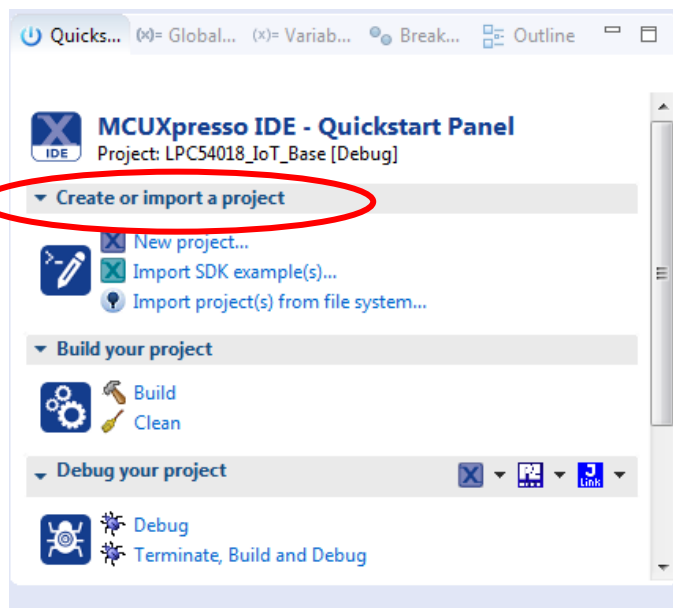 Quicks... (x)= Global... (x)= Variab... Break... Outline
MCUXpresso IDE - Quickstart Panel
IDE Project: LPC54018_IoT_Base [Debug]
Create or import a project
New project...
Import SDK example(s)...
Import project(s) from file system...
Build your project
Build
Clean
Debug your project
Debug
Terminate, Build and Debug